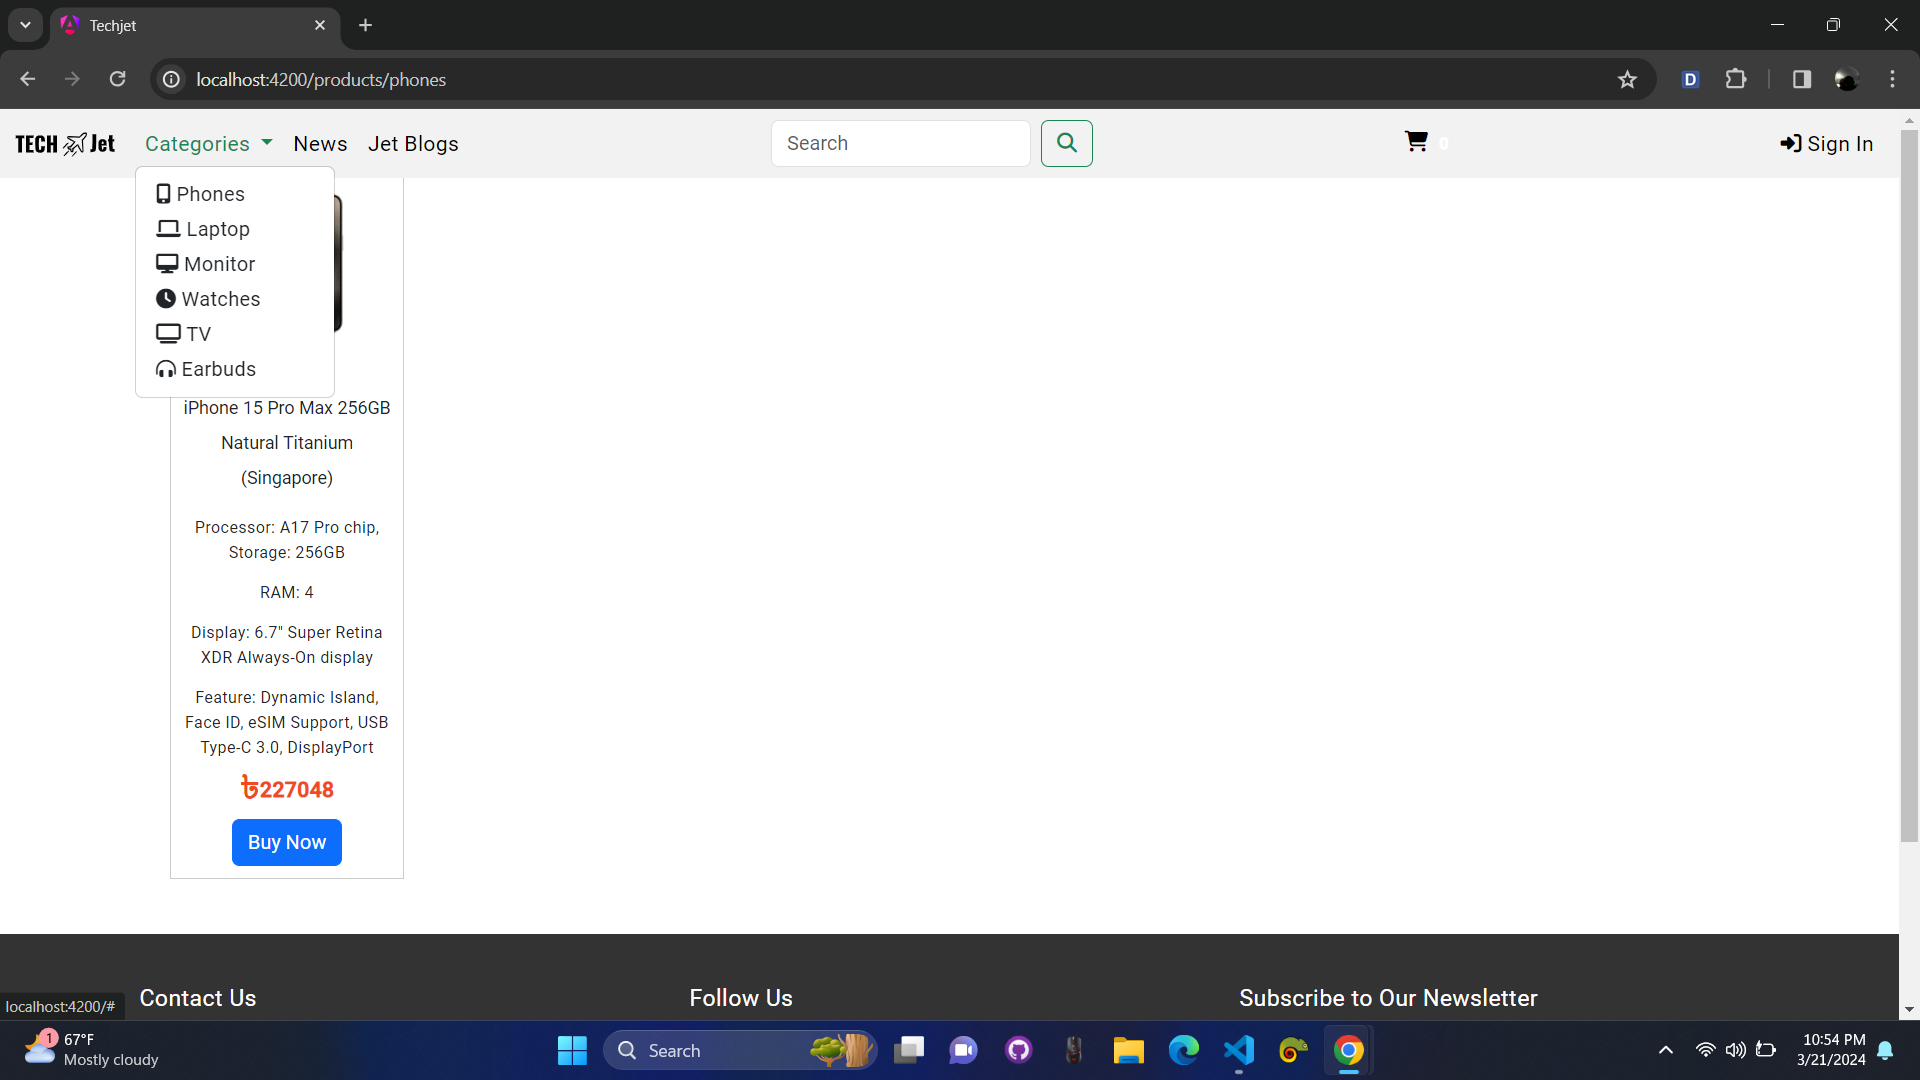 Techjet
localhost:4200/products/phones
TECH Jet
Categories
News
Jet Blogs
Search
0
Sign In
Phones
Laptop
Monitor
Watches
TV
Earbuds
iPhone 15 Pro Max 256GB
Natural Titanium
(Singapore)
Processor: A17 Pro chip,
Storage: 256GB
RAM: 4
Display: 6.7" Super Retina
XDR Always-On display
Feature: Dynamic Island,
Face ID, eSIM Support, USB
Type-C 3.0, DisplayPort
৳227048
Buy Now
Contact Us
Follow Us
Subscribe to Our Newsletter
localhost:4200/#
1
67°F
Mostly cloudy
Search
10:54 PM
3/21/2024
D